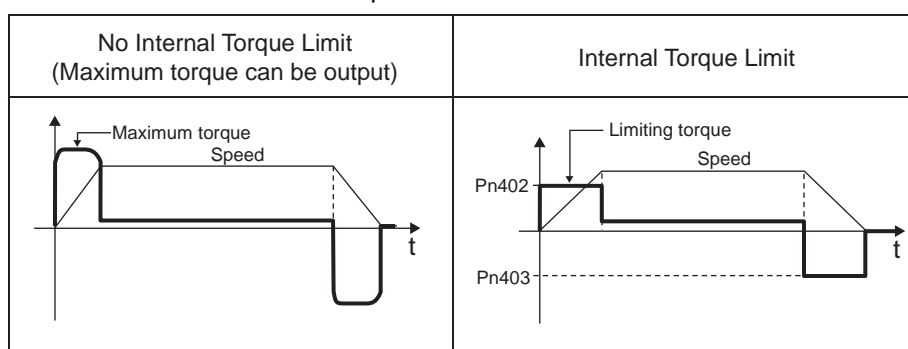 No Internal Torque Limit
(Maximum torque can be output)
Internal Torque Limit
Maximum torque
Speed
t
Limiting torque
Speed
Pn402
t
Pn403